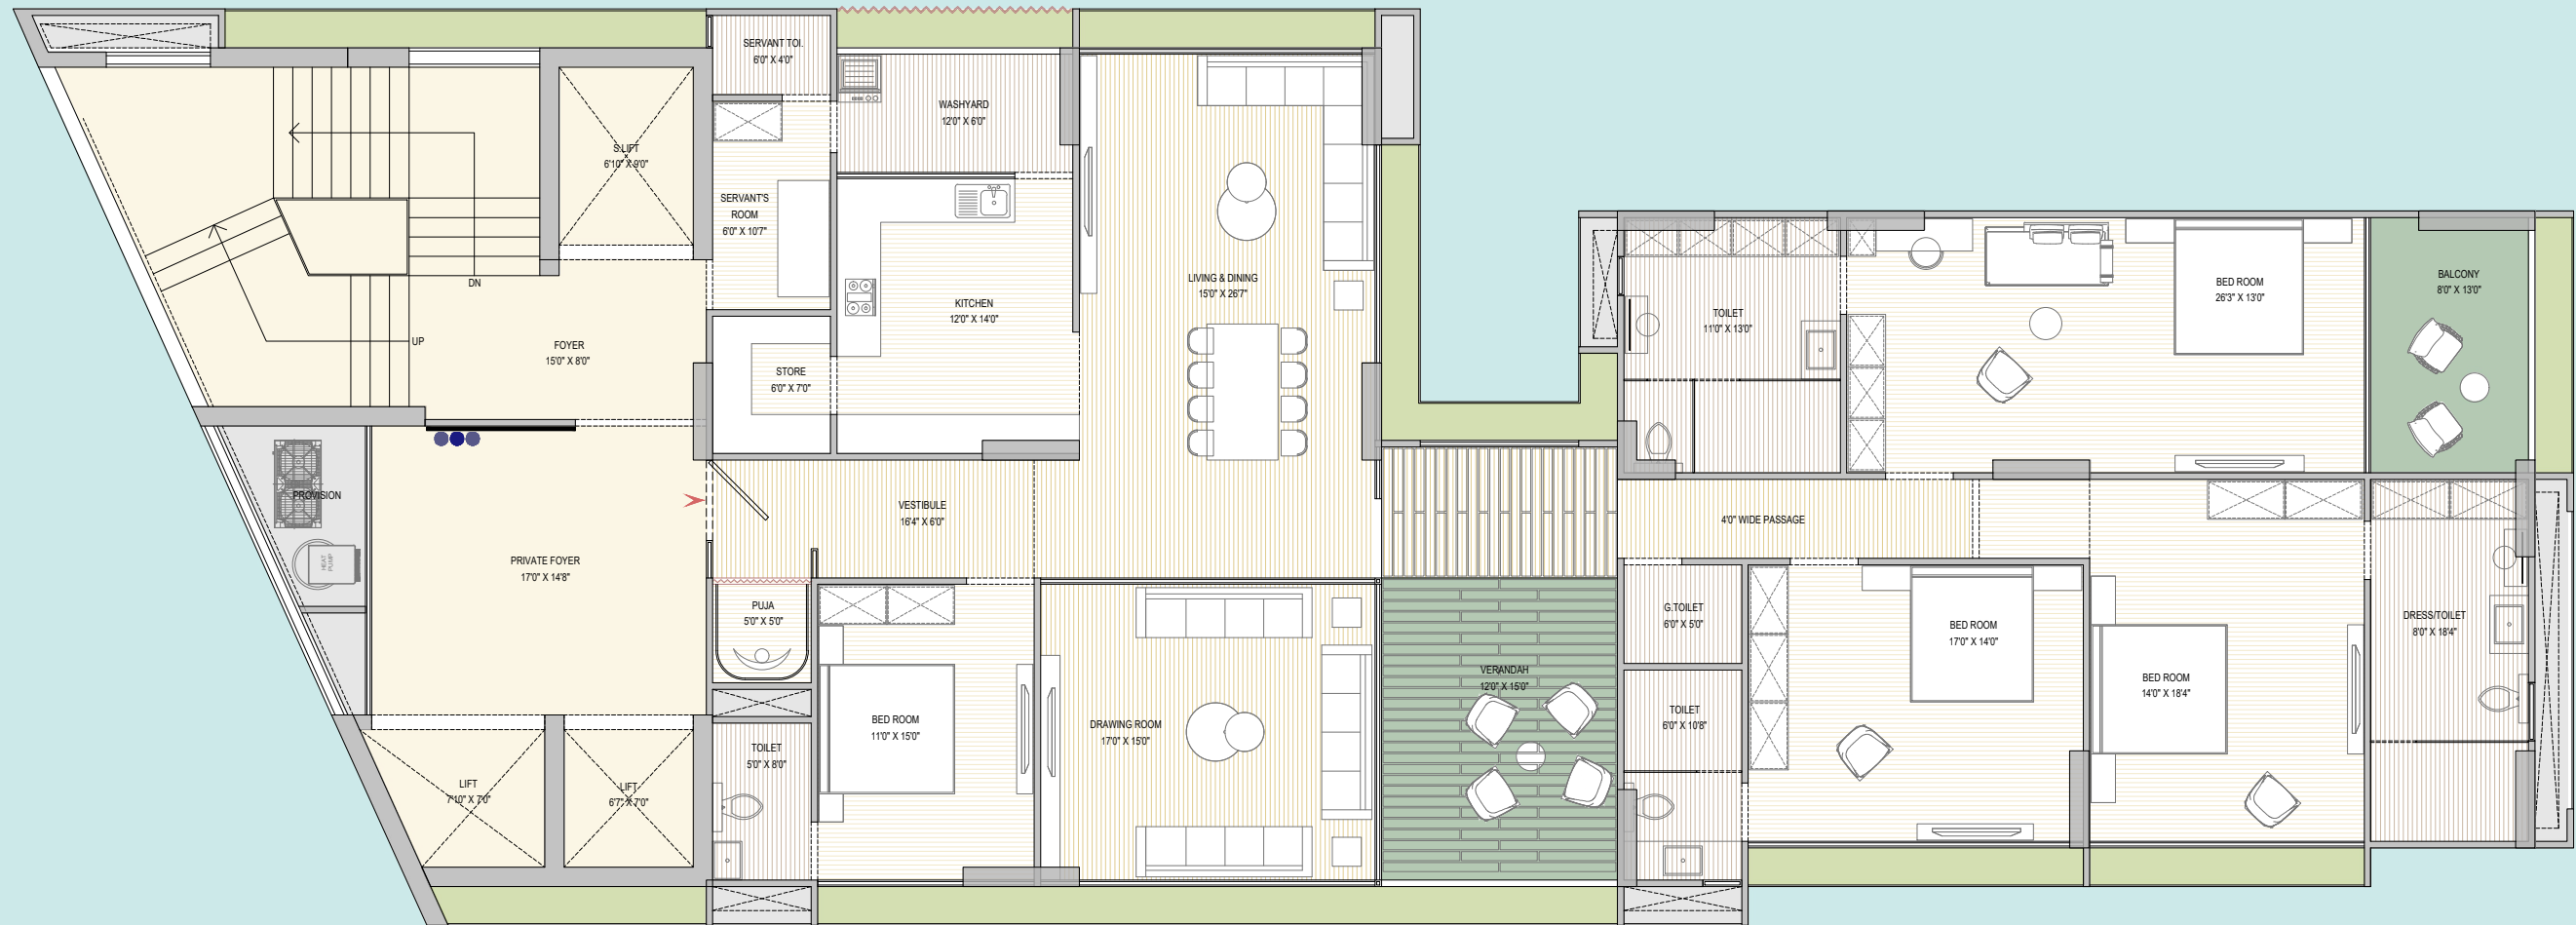 SERVANT TOI.
6'0" X 4'0"
WASHYARD
12'0" X 6'0"
S.LIFT
6'10" X 9'0"
SERVANT'S
ROOM
6'0" X 10'7"
DN
UP
FOYER
15'0" X 8'0"
STORE
6'0" X 7'0"
KITCHEN
12'0" X 14'0"
LIVING & DINING
15'0" X 26'7"
TOILET
11'0" X 13'0"
BED ROOM
26'3" X 13'0"
BALCONY
8'0" X 13'0"
PROVISION
HEAT
PUMP
PRIVATE FOYER
17'0" X 14'8"
VESTIBULE
16'4" X 6'0"
4'0" WIDE PASSAGE
PUJA
5'0" X 5'0"
G.TOILET
6'0" X 5'0"
BED ROOM
17'0" X 14'0"
DRESS/TOILET
8'0" X 18'4"
BED ROOM
14'0" X 18'4"
VERANDAH
12'0" X 15'0"
BED ROOM
11'0" X 15'0"
DRAWING ROOM
17'0" X 15'0"
TOILET
6'0" X 10'8"
TOILET
5'0" X 8'0"
LIFT
7'10" X 7'0"
LIFT
6'7" X 7'0"